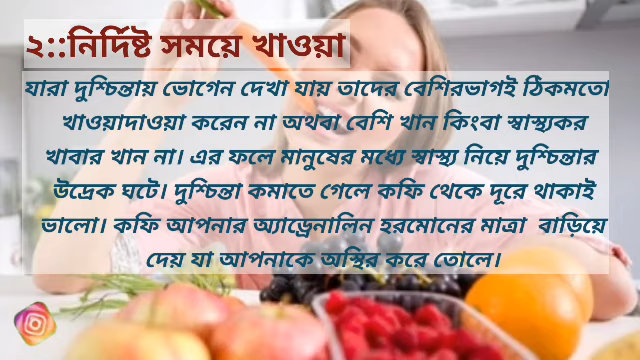 ২::নির্দিষ্ট সময়ে খাওয়া
যারা দুশ্চিন্তায় ভোগেন দেখা যায় তাদের বেশিরভাগই ঠিকমতো
খাওয়াদাওয়া করেন না অথবা বেশি খান কিংবা স্বাস্থ্যকর
খাবার খান না। এর ফলে মানুষের মধ্যে স্বাস্থ্য নিয়ে দুশ্চিন্তার
উদ্রেক ঘটে। দুশ্চিন্তা কমাতে গেলে কফি থেকে দূরে থাকাই
ভালো। কফি আপনার অ্যাড্রেনালিন হরমোনের মাত্রা বাড়িয়ে
দেয় যা আপনাকে অস্থির করে তোলে।